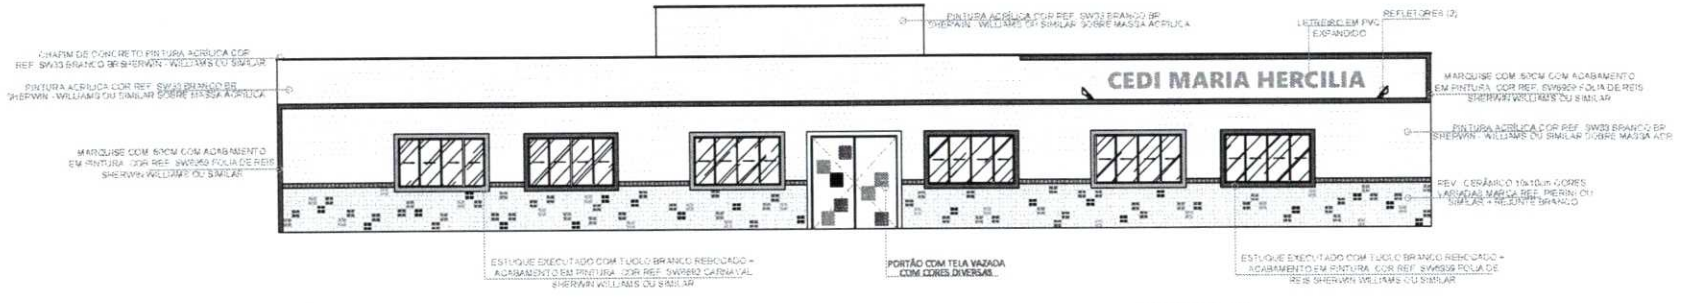 PINTURA ACRÍLICA COR REF. SW33 BRANCO BR
SHERWIN - WILLIAMS OU SIMILAR SOBRE MASSA ACRÍLICA
LETREIRO EM PVC
EXPANDIDO
REFLETORES (2)
CHAPIM DE CONCRETO PINTURA ACRÍLICA COR
REF. SW33 BRANCO BR SHERWIN - WILLIAMS OU SIMILAR
PINTURA ACRÍLICA COR REF. SW33 BRANCO BR
SHERWIN - WILLIAMS OU SIMILAR SOBRE MASSA ACRÍLICA
CEDI MARIA HERCILIA
MARQUISE COM 50CM COM ACABAMENTO
EM PINTURA COR REF. FOLIA DE REIS
SHERWIN WILLIAMS OU SIMILAR
PINTURA ACRÍLICA COR REF. SW33 BRANCO BR
SHERWIN - WILLIAMS OU SIMILAR SOBRE MASSA ACR
MARQUISE COM 50CM COM ACABAMENTO
EM PINTURA COR REF. FOLIA DE REIS
SHERWIN WILLIAMS OU SIMILAR
REV. CERÂMICO 10x10cm CORES
VARIADAS MARCA REF. PIERINI OU
SIMILAR + REJUNTE BRANCO
ESTUQUE EXECUTADO COM TIJOLO BRANCO REBOCADO +
ACABAMENTO EM PINTURA COR REF. CARNAVAL
SHERWIN WILLIAMS OU SIMILAR
PORTÃO COM TELA VAZADA
COM CORES DIVERSAS
ESTUQUE EXECUTADO COM TIJOLO BRANCO REBOCADO +
ACABAMENTO EM PINTURA COR REF. FOLIA DE
REIS SHERWIN WILLIAMS OU SIMILAR